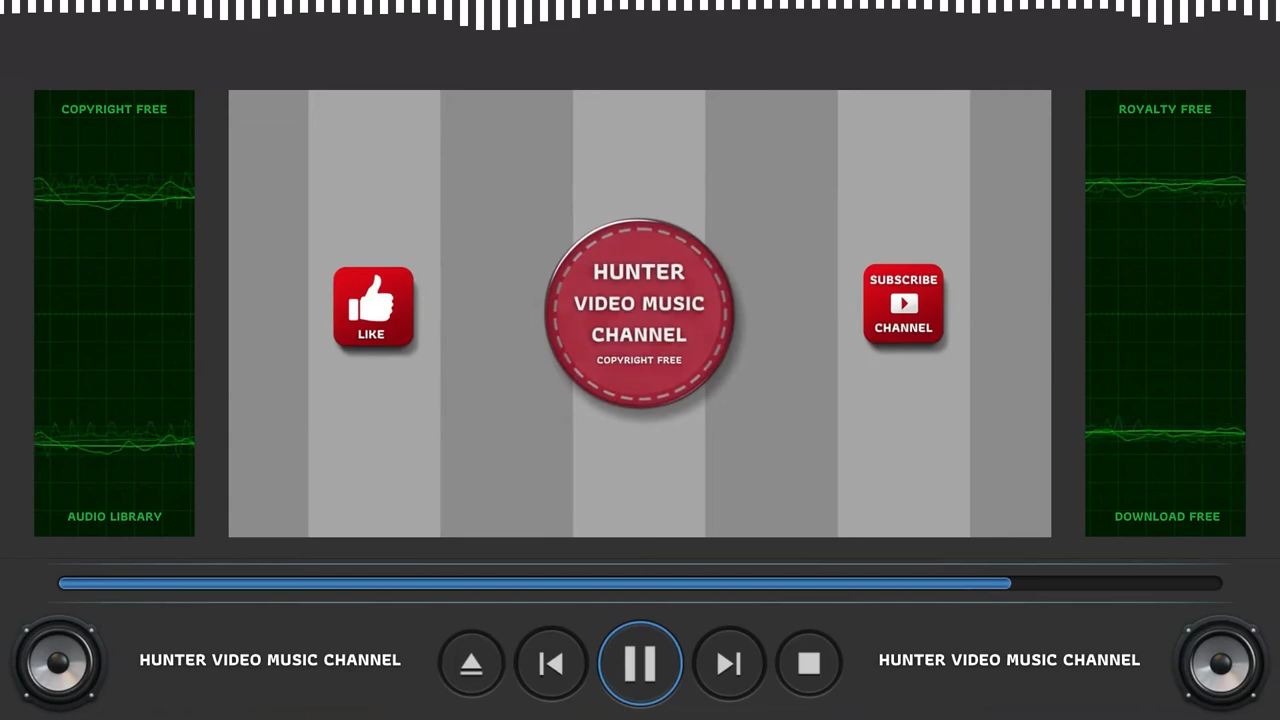 COPYRIGHT FREE
ROYALTY FREE
HUNTER
VIDEO MUSIC
CHANNEL
COPYRIGHT FREE
LIKE
SUBSCRIBE
CHANNEL
AUDIO LIBRARY
DOWNLOAD FREE
HUNTER VIDEO MUSIC CHANNEL
HUNTER VIDEO MUSIC CHANNEL